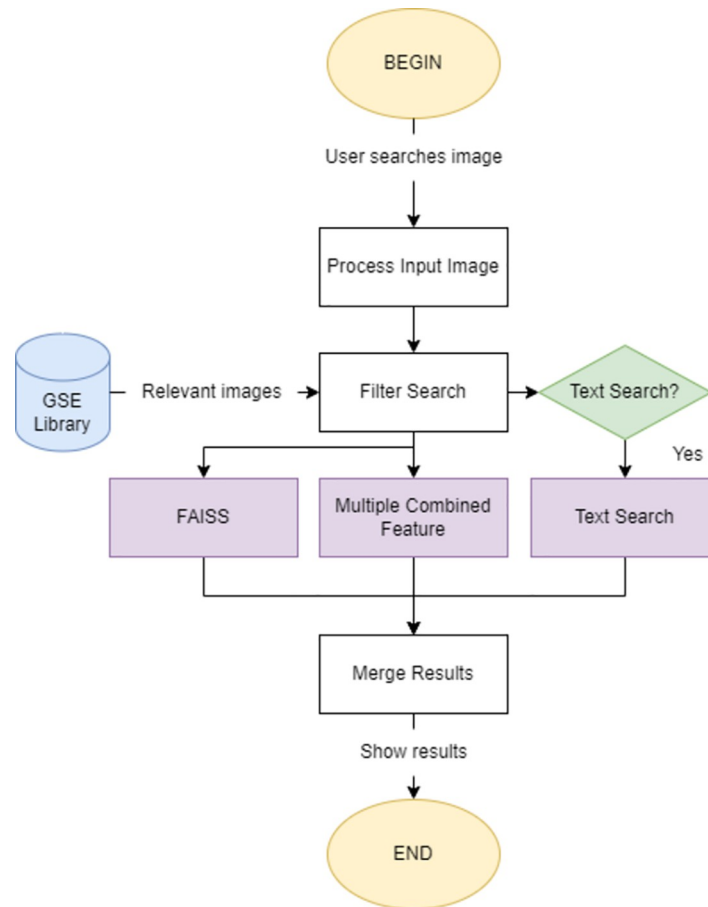 BEGIN
User searches image
Process Input Image
GSE
Library
Relevant images
Filter Search
Text Search?
Yes
FAISS
Multiple Combined
Feature
Text Search
Merge Results
Show results
END